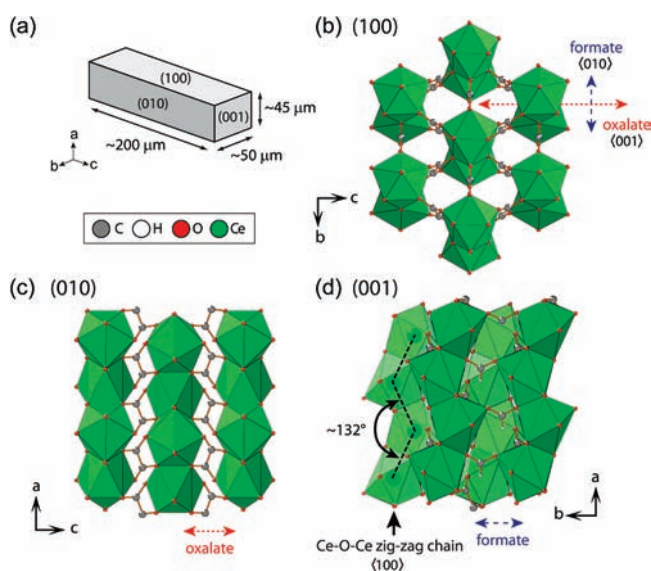 (a)
(100)
(010)
(001)
~45 μm
~200 μm
~50 μm
a
b
c
C H O Ce
(b) (100)
formate
⟨010⟩
oxalate
⟨001⟩
c
b
(c) (010)
a
c
oxalate
(d) (001)
~132°
a
b
Ce-O-Ce zig-zag chain
⟨100⟩
formate